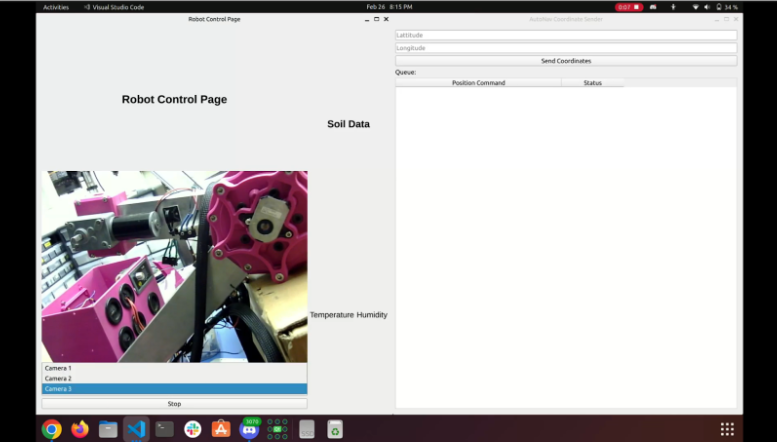 Activities
Visual Studio Code
Feb 26 8:15 PM
0:07
34 %
Robot Control Page
Robot Control Page
Soil Data
Temperature Humidity
Camera 1
Camera 2
Camera 3
Stop
AutoNav Coordinate Sender
Lattitude
Longitude
Send Coordinates
Queue:
Position Command
Status